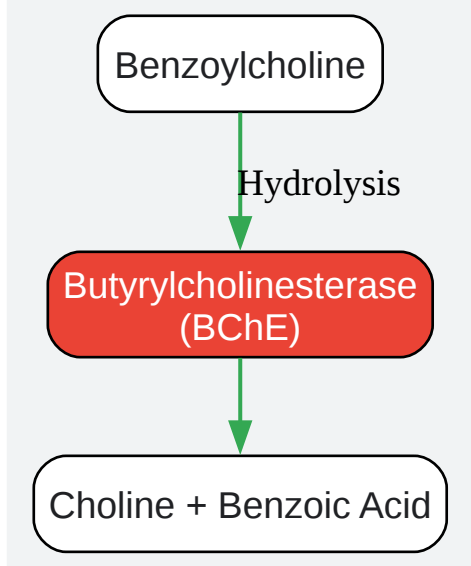 Benzoylcholine
Hydrolysis
Butyrylcholinesterase
(BChE)
Choline + Benzoic Acid